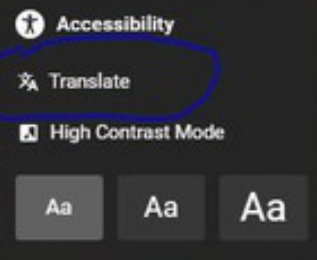 Accessibility
Translate
High Contrast Mode
Aa Aa Aa